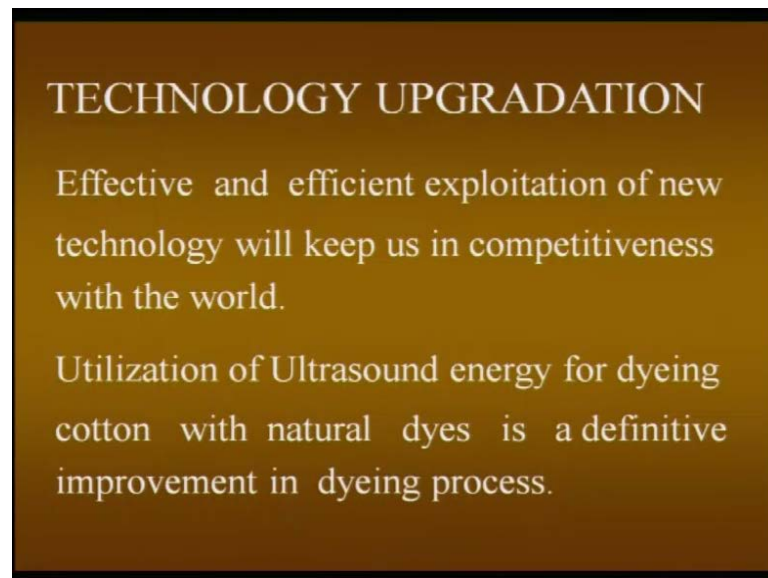 TECHNOLOGY UPGRADATION
Effective and efficient exploitation of new
technology will keep us in competitiveness
with the world.
Utilization of Ultrasound energy for dyeing
cotton with natural dyes is a definitive
improvement in dyeing process.